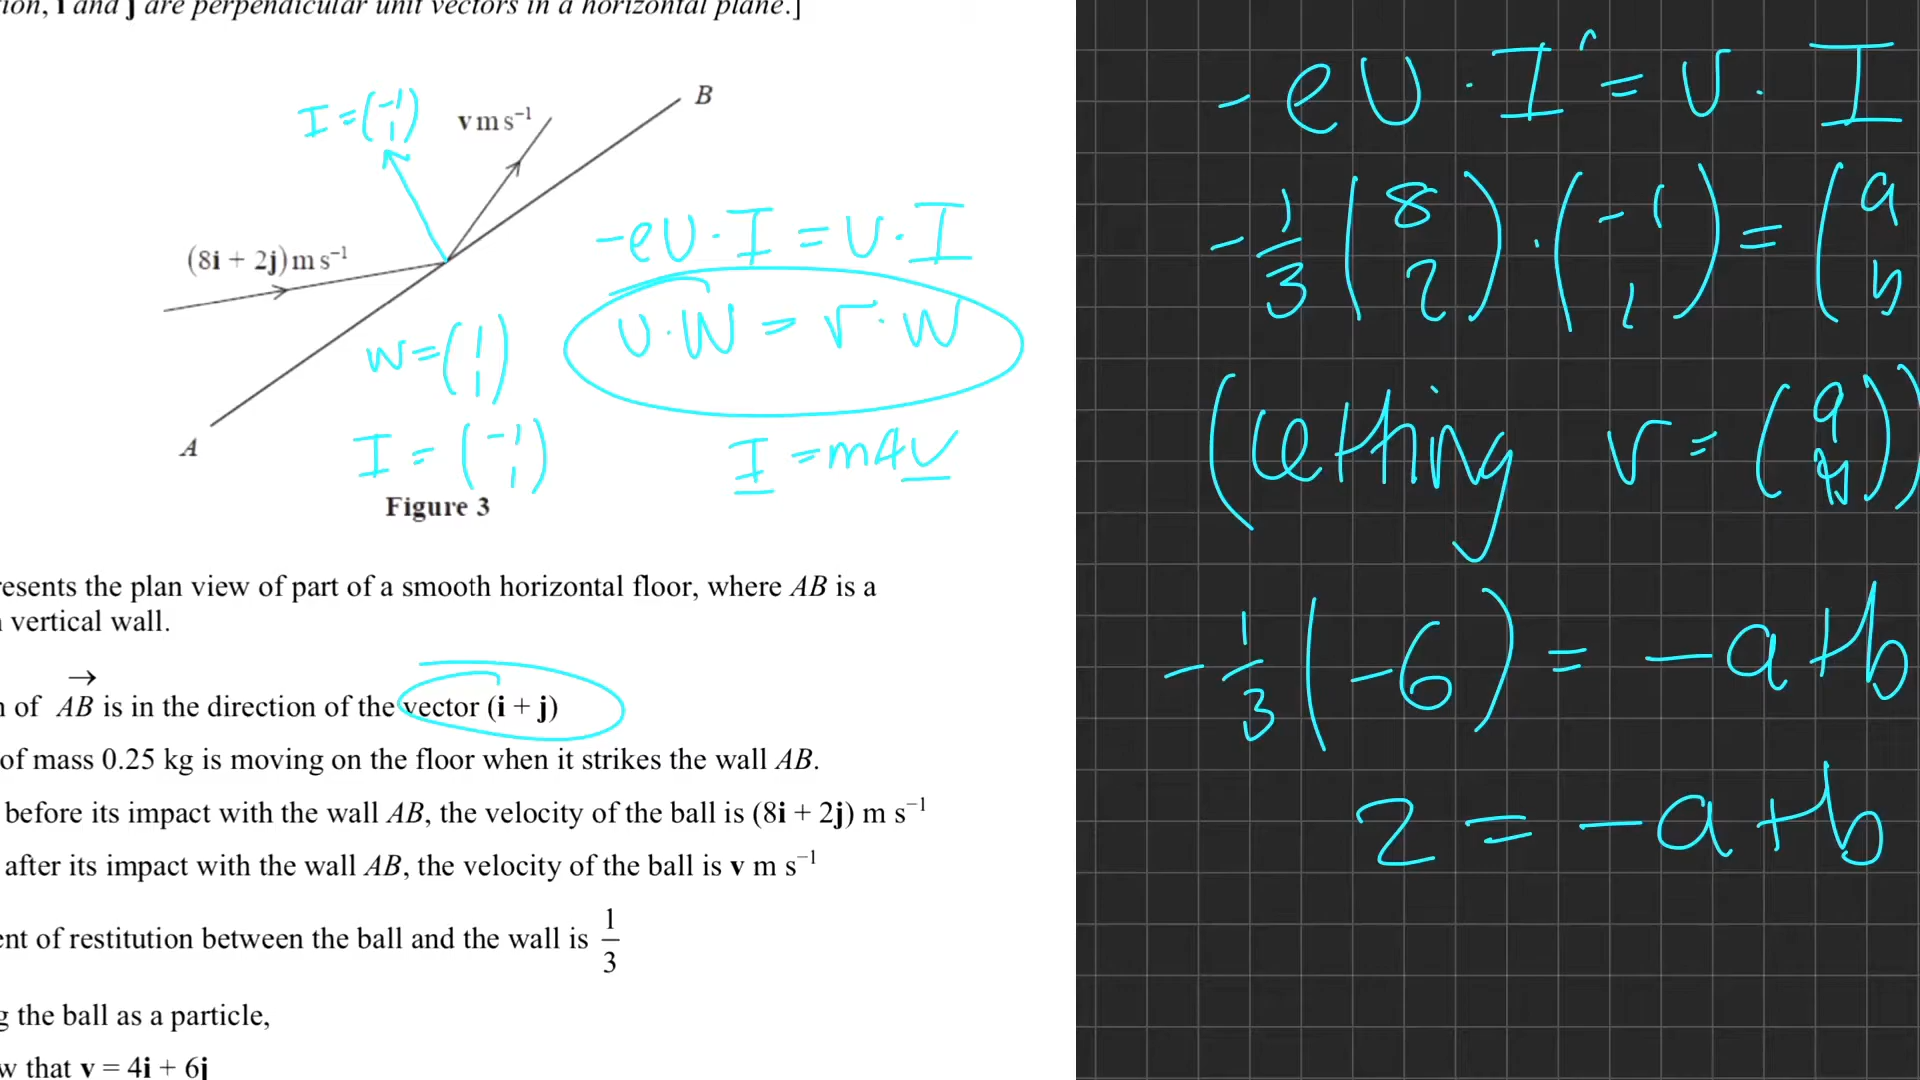 tion, i and j are perpendicular unit vectors in a horizontal plane.]
B
I = (-1 1)
v m s⁻¹
-eU · I = V · I
(8i + 2j) m s⁻¹
U · W = V · W
W = (1 1)
A
I = (-1 1)
I = mΔV
Figure 3
resents the plan view of part of a smooth horizontal floor, where AB is a
vertical wall.
n of AB→ is in the direction of the vector (i + j)
of mass 0.25 kg is moving on the floor when it strikes the wall AB.
before its impact with the wall AB, the velocity of the ball is (8i + 2j) m s⁻¹
after its impact with the wall AB, the velocity of the ball is v m s⁻¹
ent of restitution between the ball and the wall is 1/3
g the ball as a particle,
w that v = 4i + 6j
-eU · I = V · I
-1/3 (8 2) · (-1 1) = (a b
(letting V = (a b))
-1/3 (-6) = -a+b
2 = -a+b